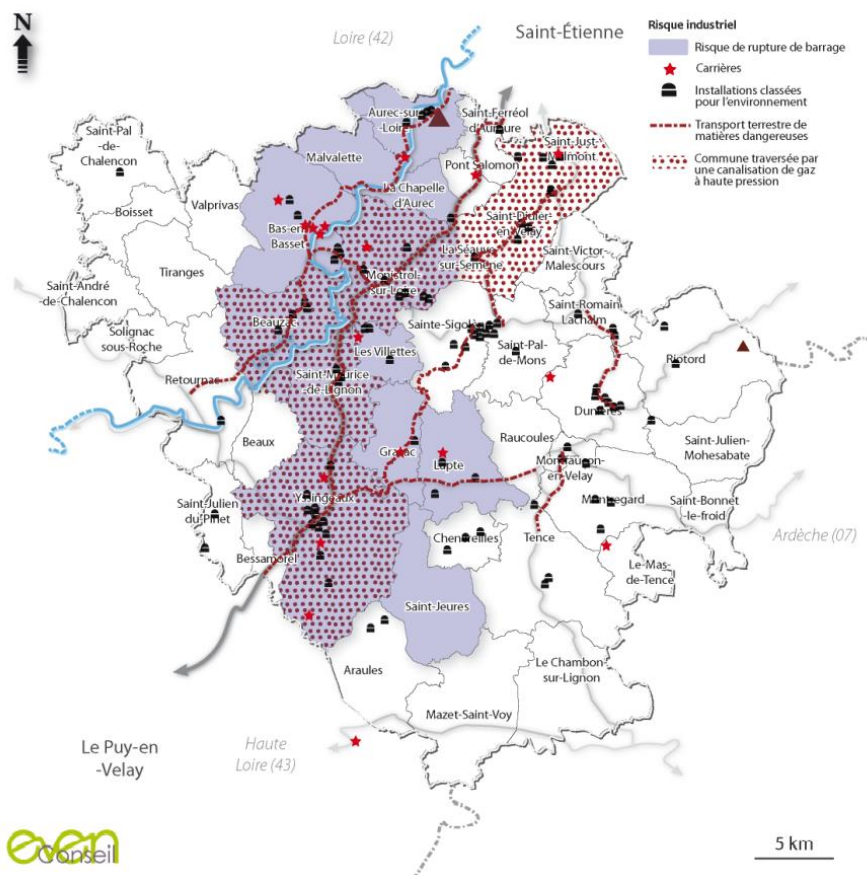 N
Loire (42)
Saint-Étienne
Risque industriel
Risque de rupture de barrage
Carrières
Installations classées
pour l'environnement
Transport terrestre de
matières dangereuses
Commune traversée par
une canalisation de gaz
à haute pression
Aurec-sur
-Loire
Saint-Ferréol
d'Auroure
Saint-Just-
Malmont
Saint-Pal
-de-
Chalencon
Malvalette
Pont Salomon
Boisset
Valprivas
La Chapelle
d'Aurec
Bas-en-
Basset
Saint-Didier-
en-Velay
Tiranges
La Séauve-
sur-Semène
Saint-Victor-
Malescours
Saint-André
-de-Chalencon
Monistrol-
sur-Loire
Saint-Romain
Lachalm
Solignac
sous-Roche
Beauzac
Sainte-Sigolène
Saint-Pal-
de-Mons
Riotord
Les Villettes
Retournac
Saint-Maurice
-de-Lignon
Dunières
Beaux
Raucoules
Saint-Julien-
Mohesabate
Grazac
Lapte
Montfaucon-
en-Velay
Saint-Julien
du Pinet
Yssingeaux
Montregard
Saint-Bonnet
-le-froid
Chenereilles
Tence
Ardèche (07)
Bessamorel
Le Mas-
de-Tence
Saint-Jeures
Araules
Le Chambon
-sur-Lignon
Mazet-Saint-Voy
Le Puy-en
-Velay
Haute
Loire (43)
even
Conseil
5 km